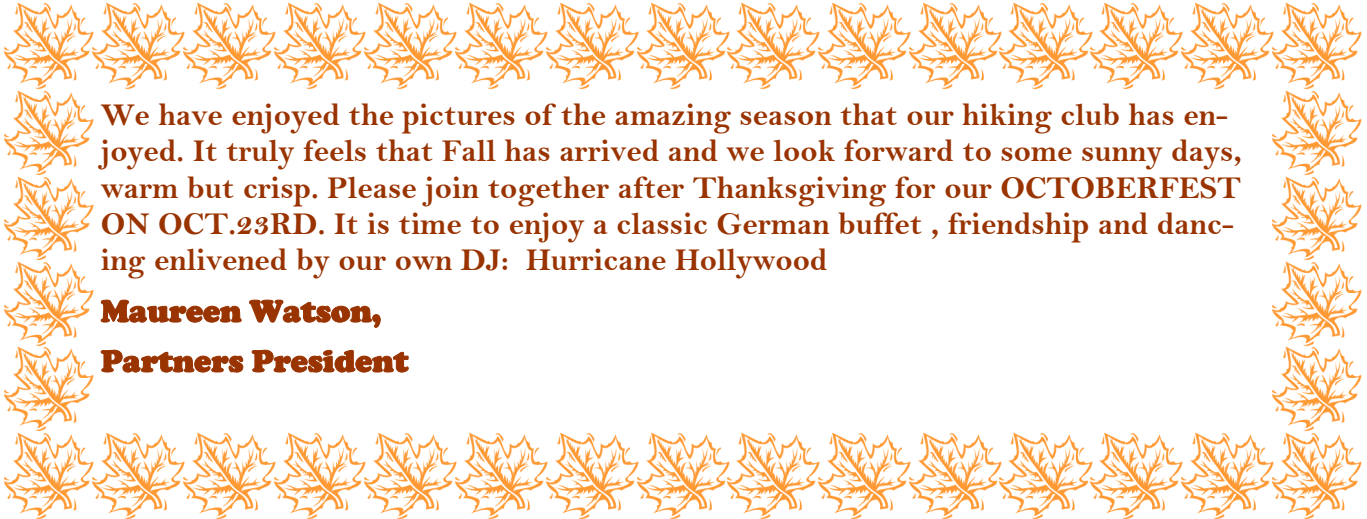 We have enjoyed the pictures of the amazing season that our hiking club has en-
joyed. It truly feels that Fall has arrived and we look forward to some sunny days,
warm but crisp. Please join together after Thanksgiving for our OCTOBERFEST
ON OCT.23RD. It is time to enjoy a classic German buffet , friendship and danc-
ing enlivened by our own DJ:  Hurricane Hollywood
Maureen Watson,
Partners President